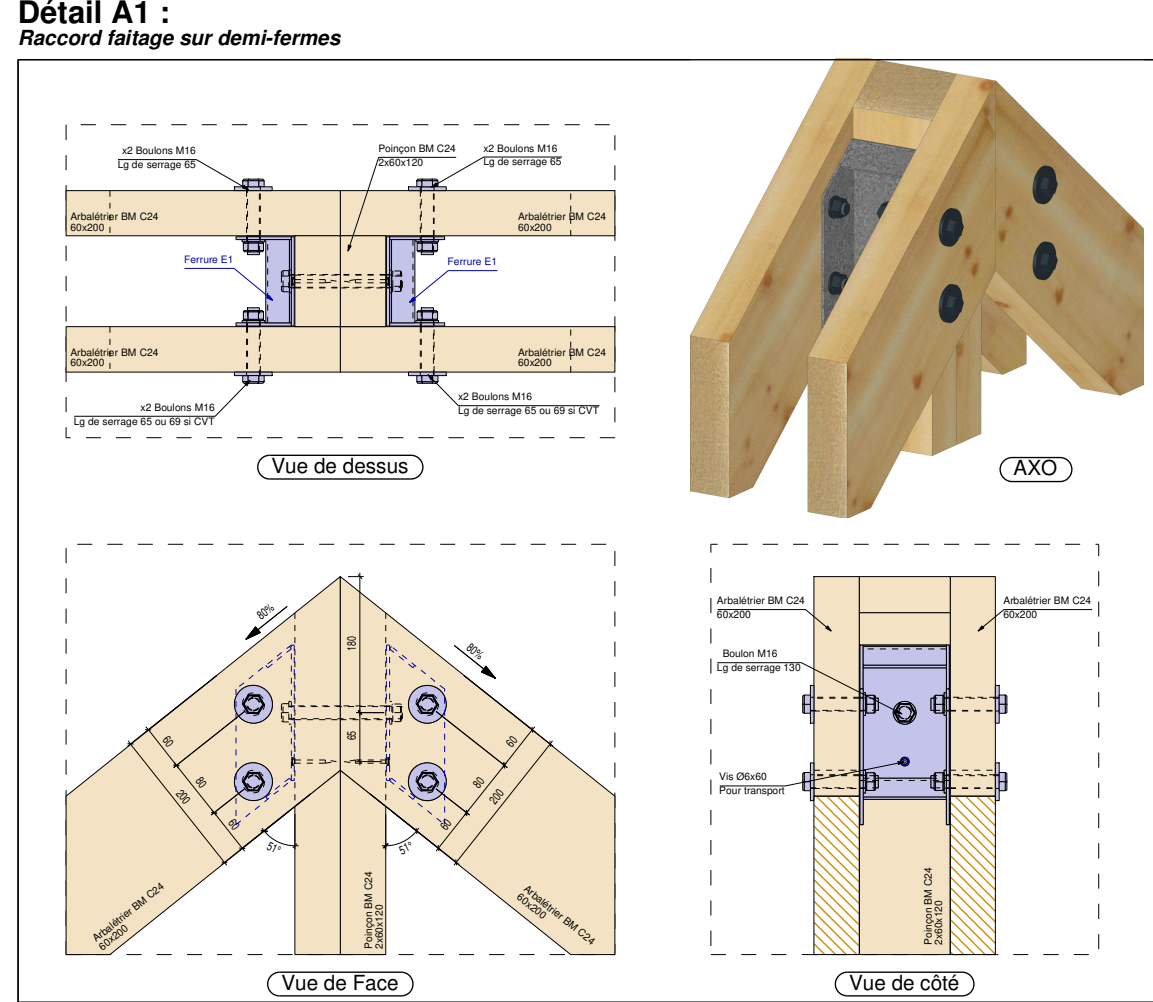 Détail A1 :
Raccord faitage sur demi-fermes
x2 Boulons M16
Lg de serrage 65
Poinçon BM C24
2x60x120
x2 Boulons M16
Lg de serrage 65
Arbalétrier BM C24
60x200
Arbalétrier BM C24
60x200
Ferrure E1
Ferrure E1
Arbalétrier BM C24
60x200
Arbalétrier BM C24
60x200
x2 Boulons M16
Lg de serrage 65 ou 69 si CVT
x2 Boulons M16
Lg de serrage 65 ou 69 si CVT
Vue de dessus
AXO
80%
80%
180
65
60
80
200
60
60
80
200
60
51°
51°
Arbalétrier BM C24
60x200
Poinçon BM C24
2x60x120
Arbalétrier BM C24
60x200
Vue de Face
Arbalétrier BM C24
60x200
Arbalétrier BM C24
60x200
Boulon M16
Lg de serrage 130
Vis Ø6x60
Pour transport
Poinçon BM C24
2x60x120
Vue de côté